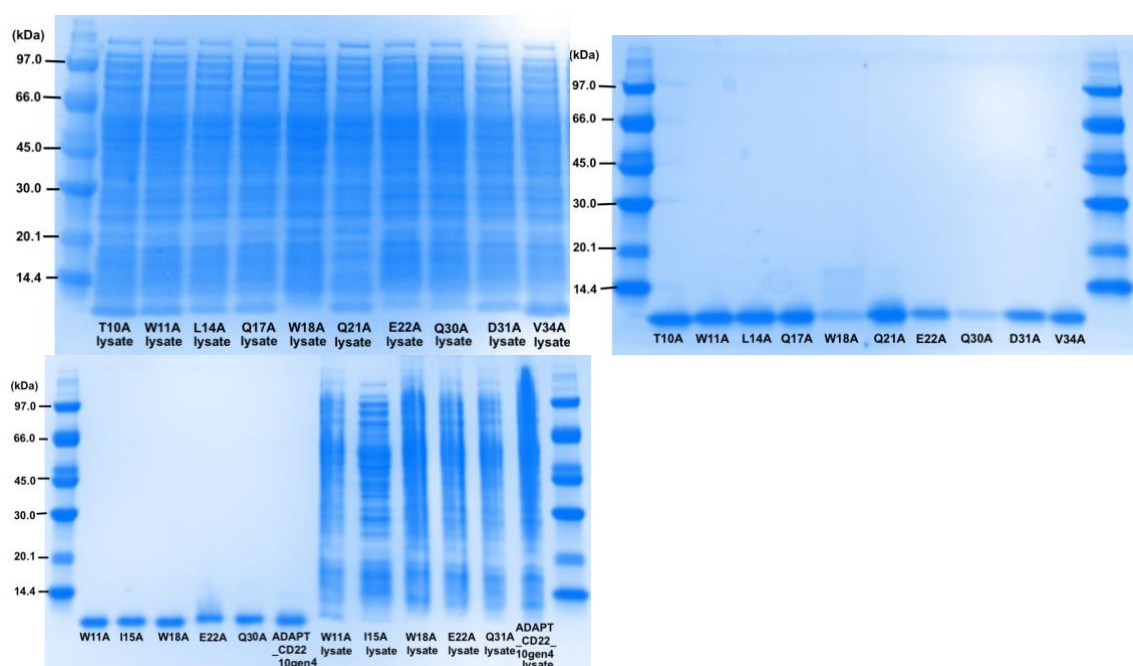 (kDa)
97.0
66.0
45.0
30.0
20.1
14.4
T10A W11A L14A Q17A W18A Q21A E22A Q30A D31A V34A
lysate lysate lysate lysate lysate lysate lysate lysate lysate lysate
(kDa)
97.0
66.0
45.0
30.0
20.1
14.4
T10A W11A L14A Q17A W18A Q21A E22A Q30A D31A V34A
(kDa)
97.0
66.0
45.0
30.0
20.1
14.4
W11A I15A W18A E22A Q30A ADAPT W11A I15A W18A E22A Q31A ADAPT
_CD22 lysate lysate lysate lysate lysate _CD22_
10gen4 10gen4
lysate